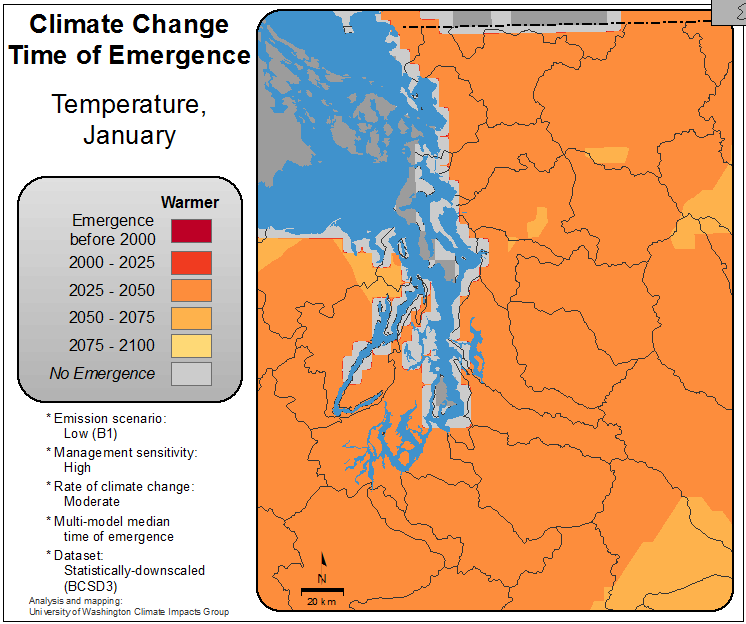 Climate Change
Time of Emergence
Temperature,
January
Warmer
Emergence
before 2000
2000 - 2025
2025 - 2050
2050 - 2075
2075 - 2100
No Emergence
* Emission scenario:
Low (B1)
* Management sensitivity:
High
* Rate of climate change:
Moderate
* Multi-model median
time of emergence
* Dataset:
Statistically-downscaled
(BCSD3)
Analysis and mapping:
University of Washington Climate Impacts Group
N
20 km